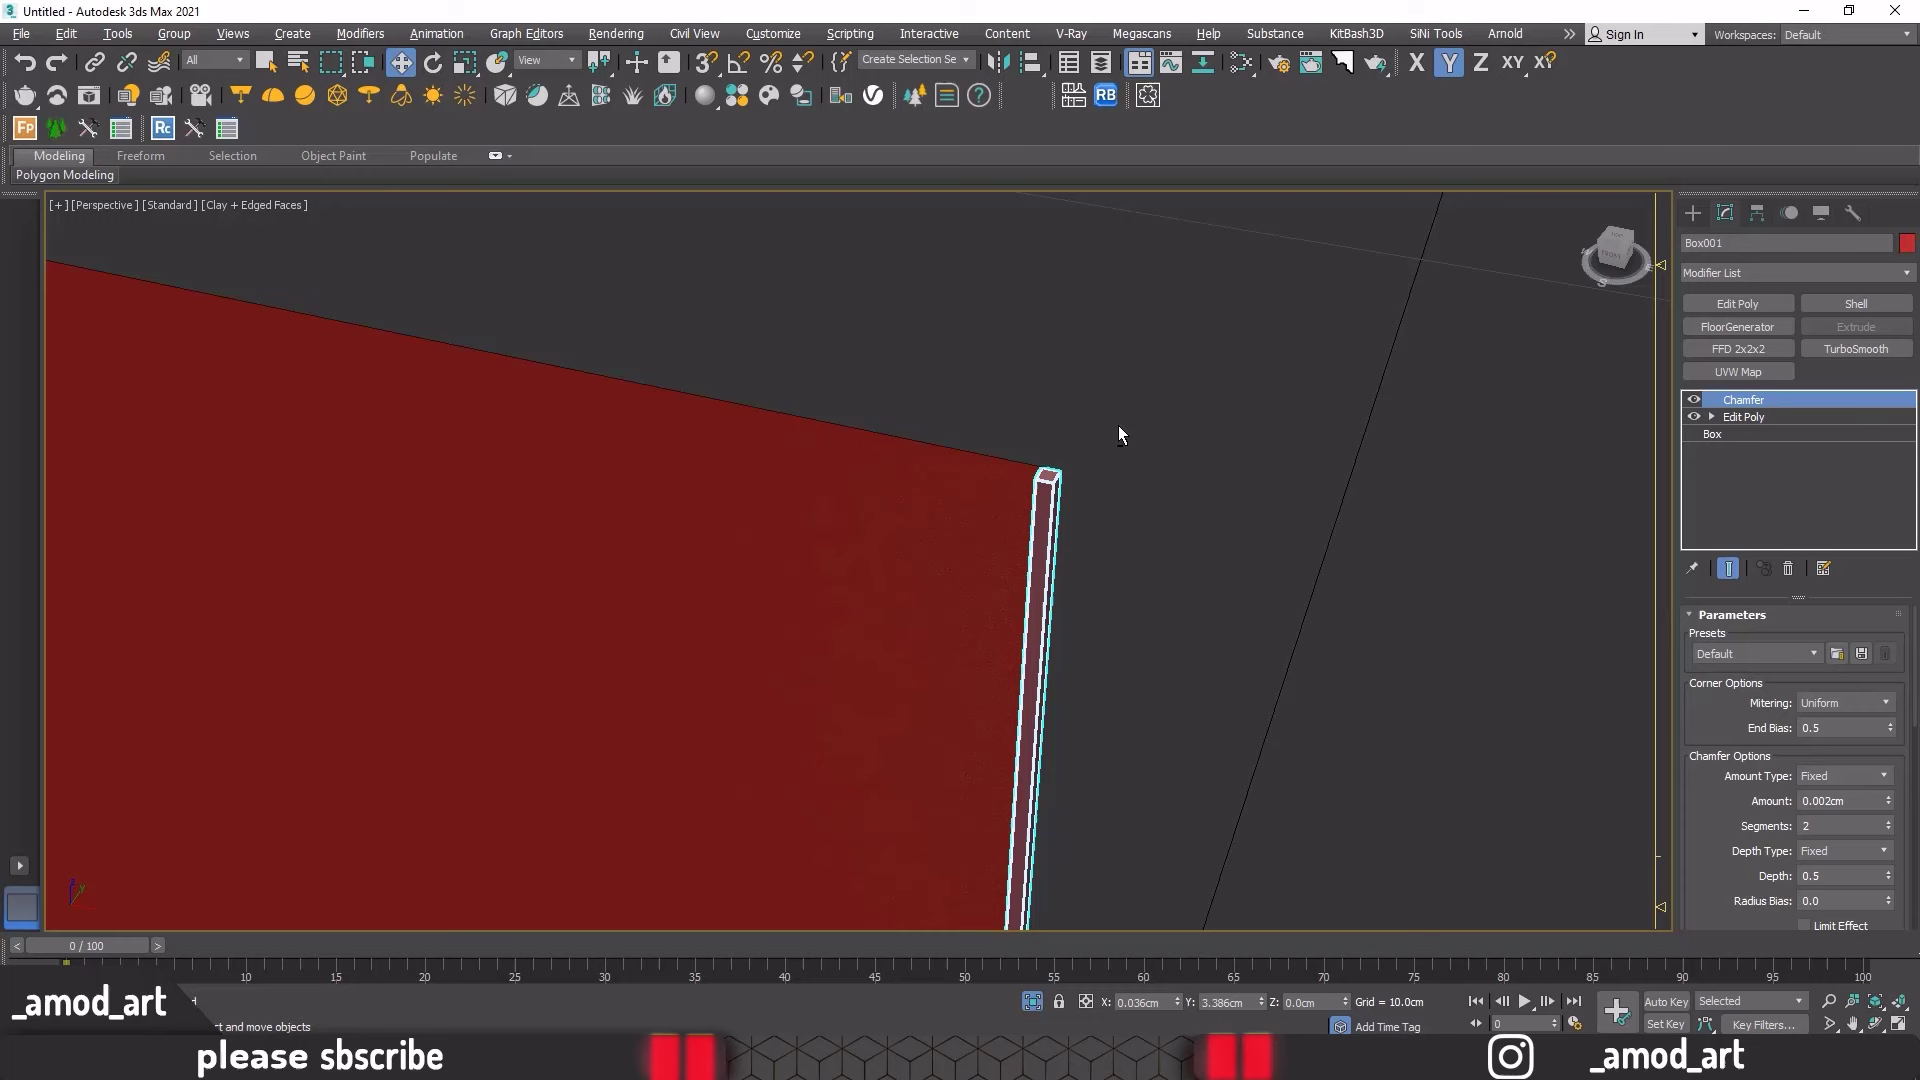 Untitled - Autodesk 3ds Max 2021
File Edit Tools Group Views Create Modifiers Animation Graph Editors Rendering Civil View Customize Scripting Interactive Content V-Ray Megascans Help Substance KitBash3D SiNi Tools Arnold Sign In Workspaces: Default
All View Create Selection Se X Y Z XY XY
RB
Fp Rc
Modeling Freeform Selection Object Paint Populate
Polygon Modeling
[+] [Perspective] [Standard] [Clay + Edged Faces]
Box001
Modifier List
Edit Poly Shell
FloorGenerator Extrude
FFD 2x2x2 TurboSmooth
UVW Map
Chamfer
Edit Poly
Box
Parameters
Presets
Default
Corner Options
Mitering: Uniform
End Bias: 0.5
Chamfer Options
Amount Type: Fixed
Amount: 0.002cm
Segments: 2
Depth Type: Fixed
Depth: 0.5
Radius Bias: 0.0
Limit Effect
0 / 100
10 15 20 25 30 35 40 45 50 55 60 65 70 75 80 85 90 95 100
X: 0.036cm Y: 3.386cm Z: 0.0cm Grid = 10.0cm Auto Key Selected
ct and move objects Add Time Tag 0 Set Key Key Filters...
_amod_art
please sbscribe
_amod_art